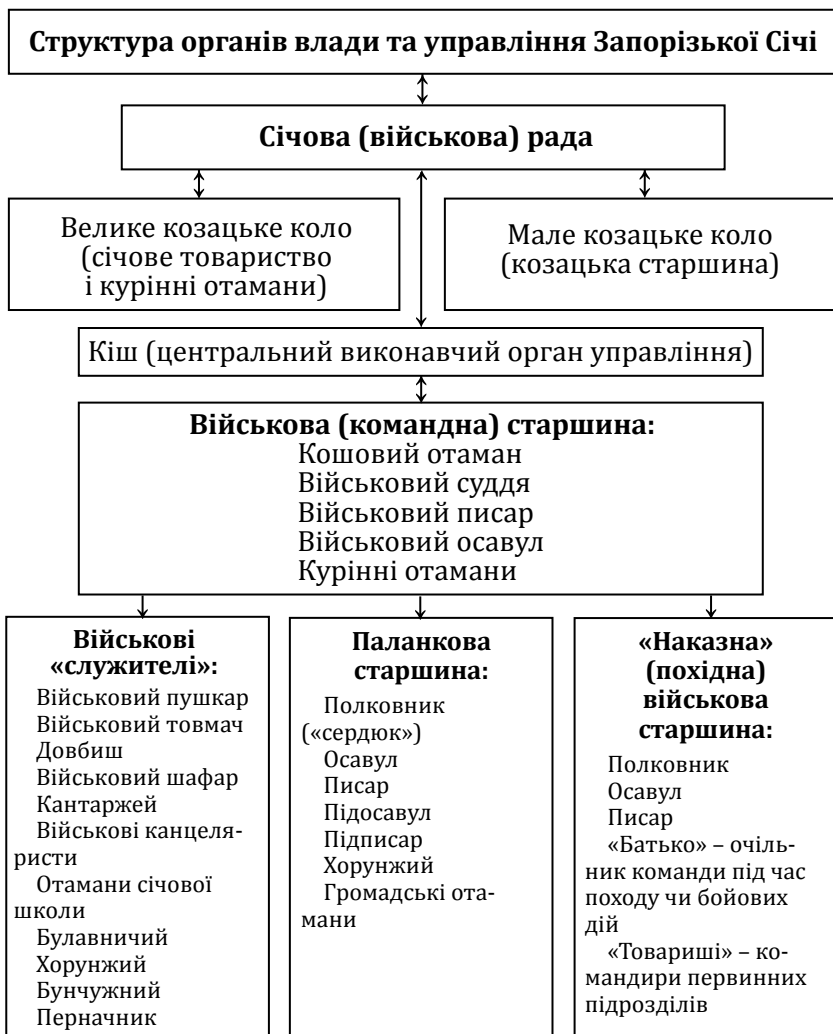 Структура органів влади та управління Запорізької Січі
Січова (військова) рада
Велике козацьке коло
(січове товариство
і курінні отамани)
Мале козацьке коло
(козацька старшина)
Кіш (центральний виконавчий орган управління)
Військова (командна) старшина:
Кошовий отаман
Військовий суддя
Військовий писар
Військовий осавул
Курінні отамани
Військові
«служителі»:
Військовий пушкар
Військовий товмач
Довбиш
Військовий шафар
Кантаржей
Військові канцеля-
ристи
Отамани січової
школи
Булавничий
Хорунжий
Бунчужний
Перначник
Паланкова
старшина:
Полковник
(«сердюк»)
Осавул
Писар
Підосавул
Підписар
Хорунжий
Громадські ота-
мани
«Наказна»
(похідна)
військова
старшина:
Полковник
Осавул
Писар
«Батько» – очіль-
ник команди під час
походу чи бойових
дій
«Товариші» – ко-
мандири первинних
підрозділів